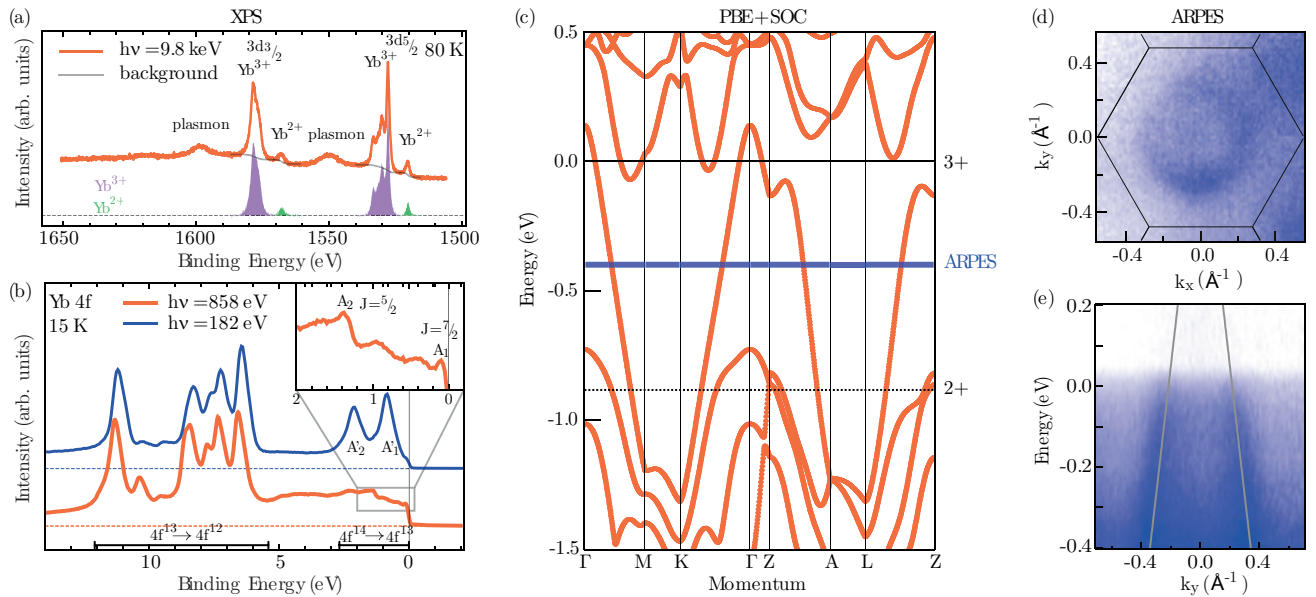 (a)
XPS
Intensity (arb. units)
hν = 9.8 keV
background
3d3/2
Yb3+
3d5/2 80 K
Yb3+
plasmon
Yb2+
plasmon
Yb2+
Yb3+
Yb2+
1650
1600
1550
1500
Binding Energy (eV)
(b)
Yb 4f
15 K
hν = 858 eV
hν = 182 eV
Intensity (arb. units)
A2 J=5/2
J=7/2
A1
2
1
0
A'2
A'1
4f13→4f12
4f14→4f13
10
5
0
Binding Energy (eV)
(c)
PBE+SOC
Energy (eV)
0.5
0.0
-0.5
-1.0
-1.5
3+
ARPES
2+
Γ
M
K
Γ
Z
A
L
Z
Momentum
(d)
ARPES
ky (Å-1)
0.4
0.0
-0.4
-0.4
0.0
0.4
kx (Å-1)
(e)
Energy (eV)
0.2
0.0
-0.2
-0.4
-0.4
0.0
0.4
ky (Å-1)